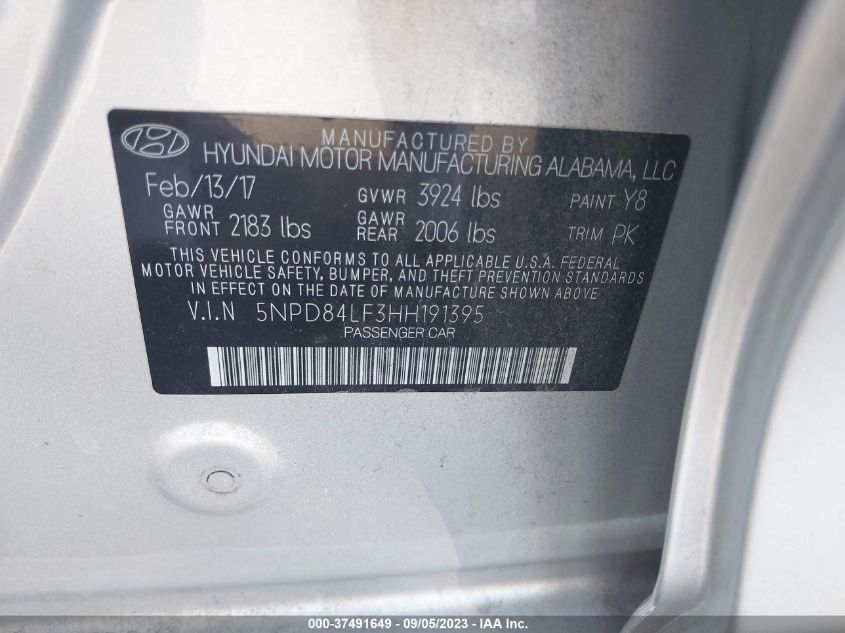 MANUFACTURED BY
HYUNDAI MOTOR MANUFACTURING ALABAMA, LLC
Feb/13/17 GVWR 3924 lbs PAINT Y8
GAWR FRONT 2183 lbs GAWR REAR 2006 lbs TRIM PK
THIS VEHICLE CONFORMS TO ALL APPLICABLE U.S.A. FEDERAL
MOTOR VEHICLE SAFETY, BUMPER, AND THEFT PREVENTION STANDARDS
IN EFFECT ON THE DATE OF MANUFACTURE SHOWN ABOVE
V.I.N 5NPD84LF3HH191395
PASSENGER CAR
000-37491649 - 09/05/2023 - IAA Inc.